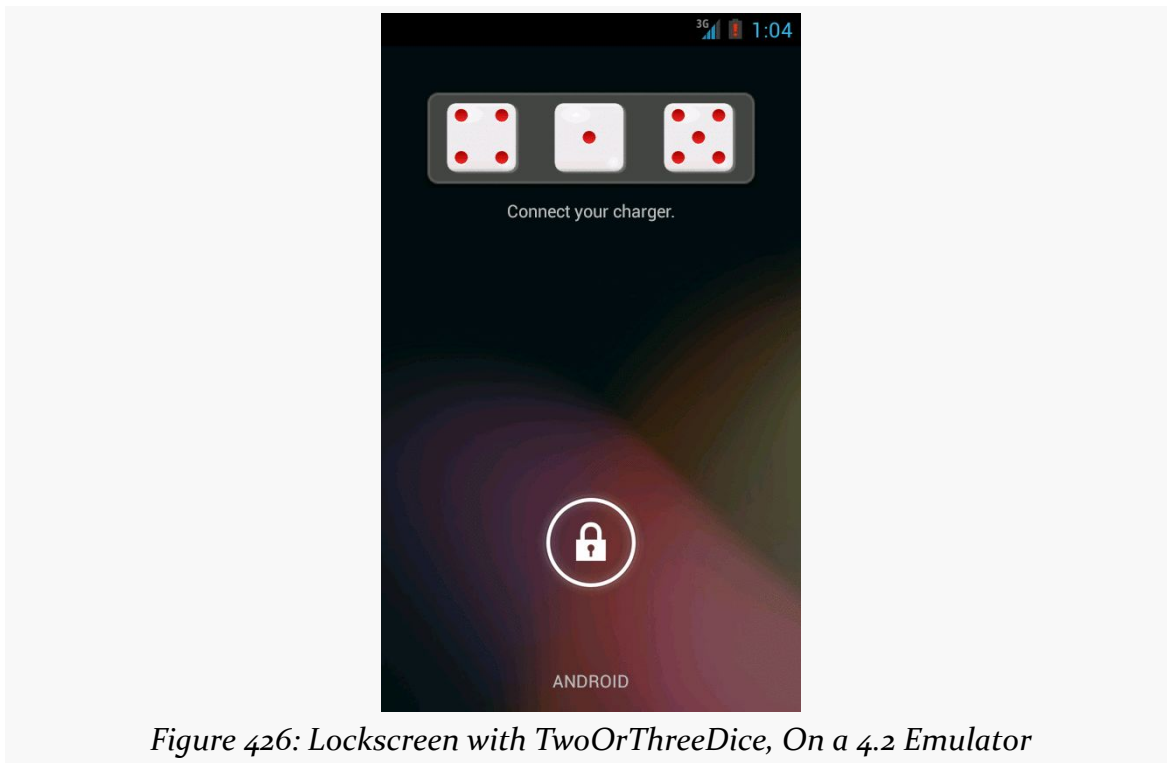 3G 1:04
Connect your charger.
ANDROID
Figure 426: Lockscreen with TwoOrThreeDice, On a 4.2 Emulator